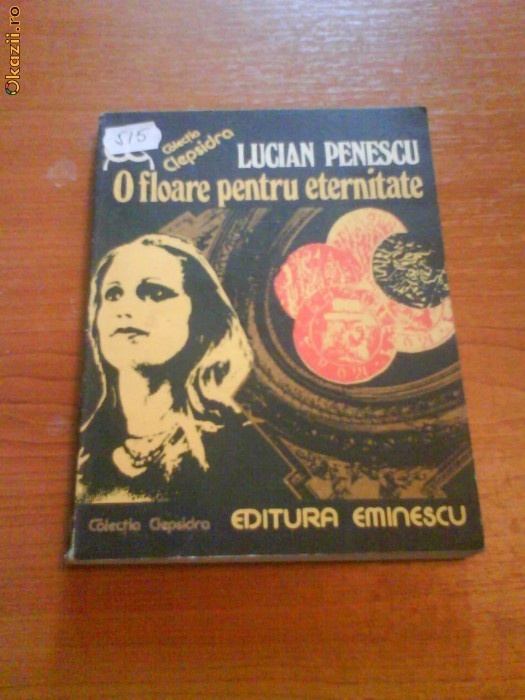 Okazii.ro
515
Colecția
Clepsidra
LUCIAN PENESCU
O floare pentru eternitate
Colecția Clepsidra
EDITURA EMINESCU